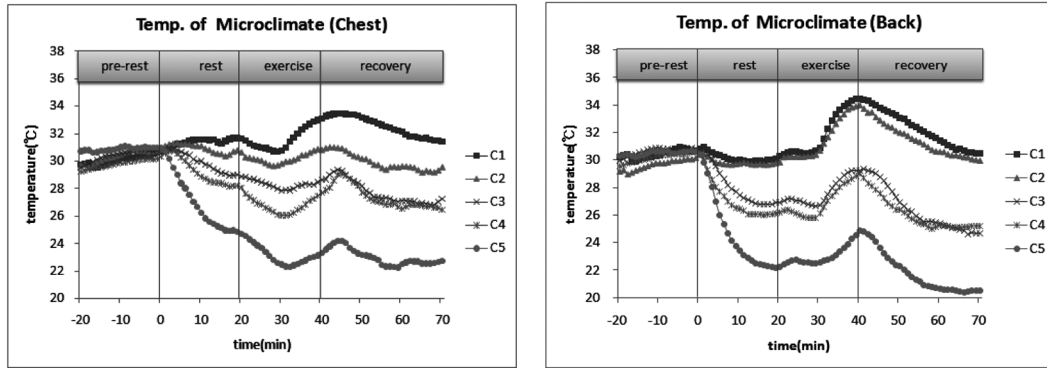 Temp. of Microclimate (Chest)
38
36
34
32
30
28
26
24
22
20
temperature(℃)
pre-rest rest exercise recovery
-20 -10 0 10 20 30 40 50 60 70
time(min)
C1
C2
C3
C4
C5
Temp. of Microclimate (Back)
38
36
34
32
30
28
26
24
22
20
temperature(℃)
pre-rest rest exercise recovery
-20 -10 0 10 20 30 40 50 60 70
time(min)
C1
C2
C3
C4
C5